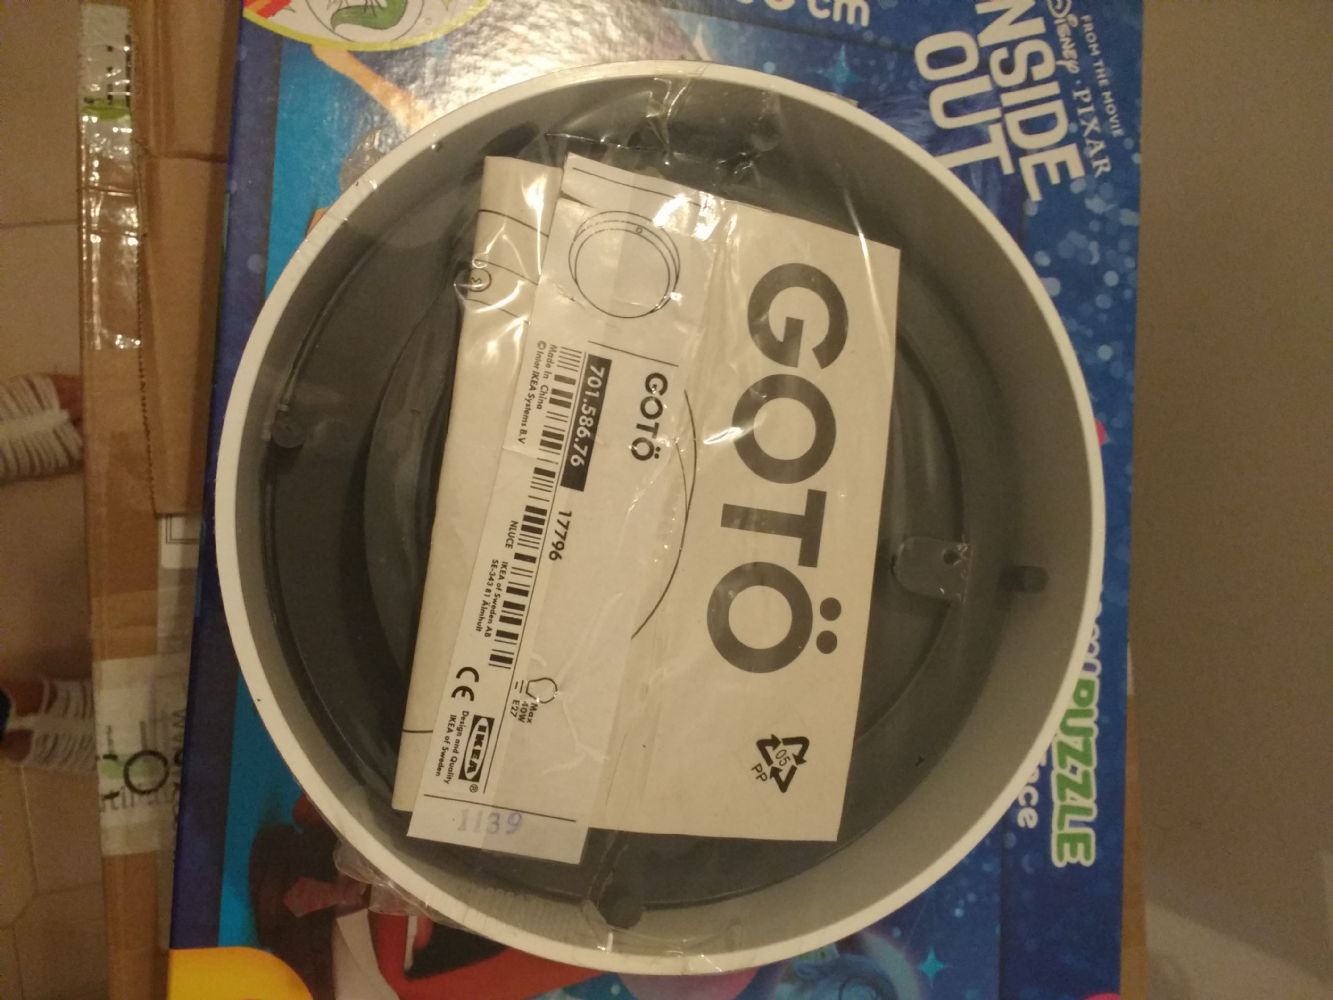 GOTÖ
05
PP
GOTÖ
701.586.76
17796
Made in China
© Inter IKEA Systems B.V
NLUCE
IKEA of Sweden AB
SE-343 81 Älmhult
Max
40W
E27
CE
IKEA®
Design and Quality
IKEA of Sweden
1139
FROM THE MOVIE
Disney · PIXAR
INSIDE
OUT
cm
PUZZLE